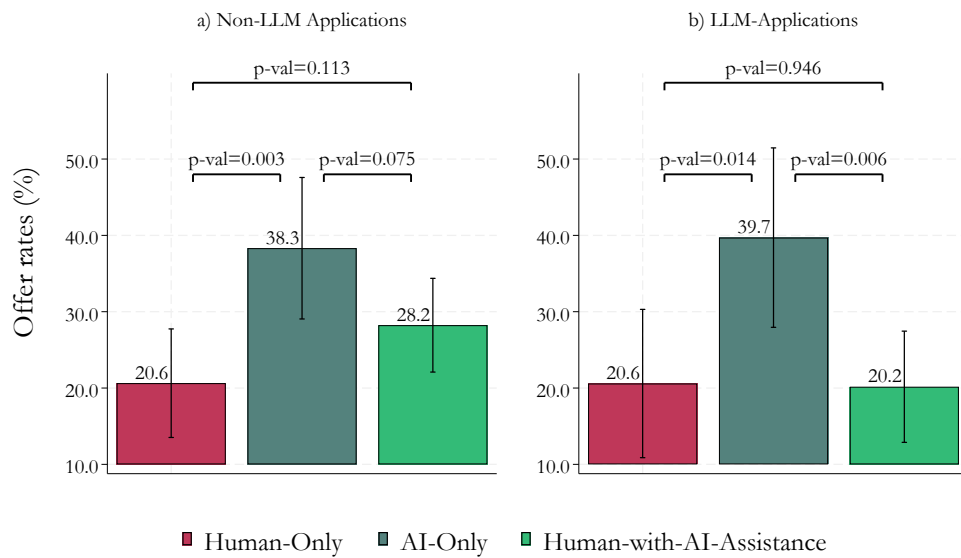 a) Non-LLM Applications
b) LLM-Applications
p-val=0.113
p-val=0.946
p-val=0.003
p-val=0.075
p-val=0.014
p-val=0.006
Offer rates (%)
50.0
40.0
30.0
20.0
10.0
20.6
38.3
28.2
50.0
40.0
30.0
20.0
10.0
20.6
39.7
20.2
Human-Only
AI-Only
Human-with-AI-Assistance